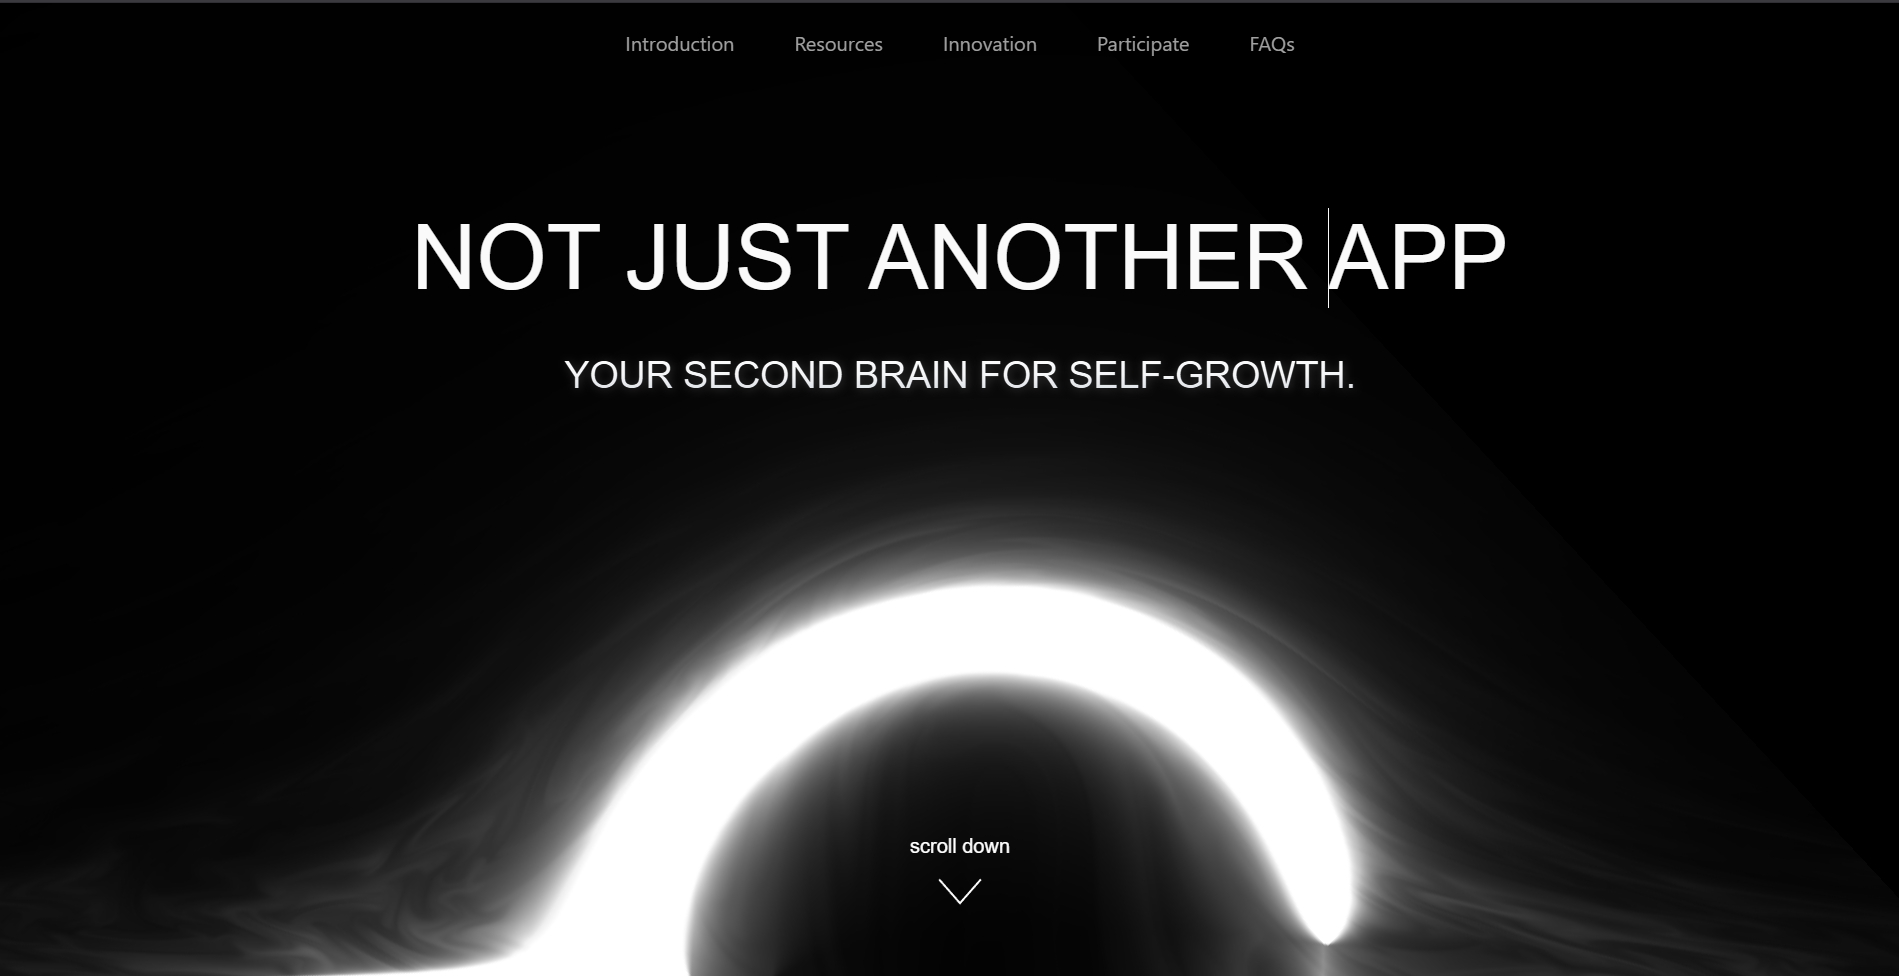 Introduction Resources Innovation Participate FAQs
NOT JUST ANOTHER APP
YOUR SECOND BRAIN FOR SELF-GROWTH.
scroll down